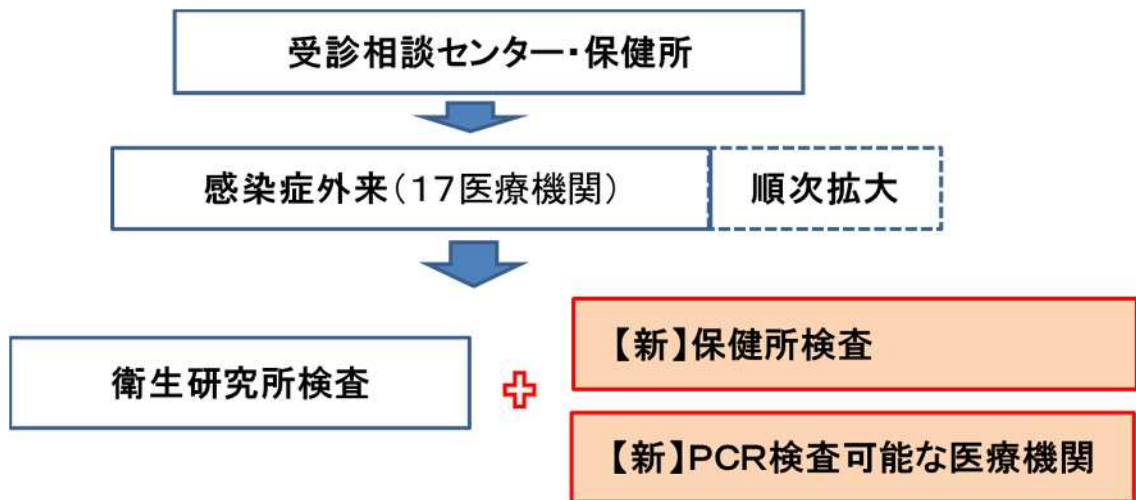 受診相談センター・保健所
感染症外来（１７医療機関）
順次拡大
衛生研究所検査
【新】保健所検査
【新】ＰＣＲ検査可能な医療機関